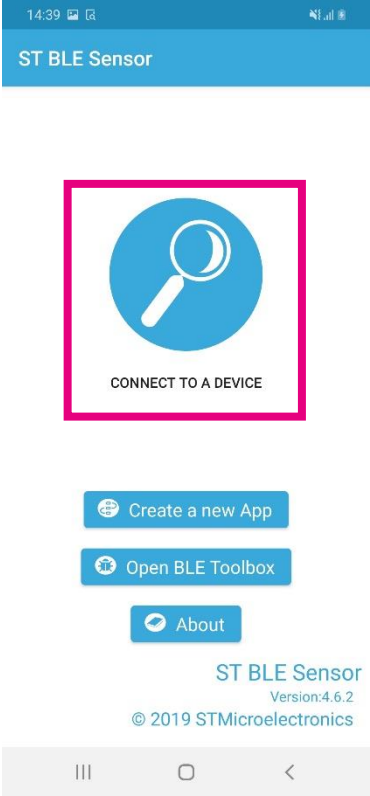 14:39
ST BLE Sensor
CONNECT TO A DEVICE
Create a new App
Open BLE Toolbox
About
ST BLE Sensor
Version:4.6.2
© 2019 STMicroelectronics